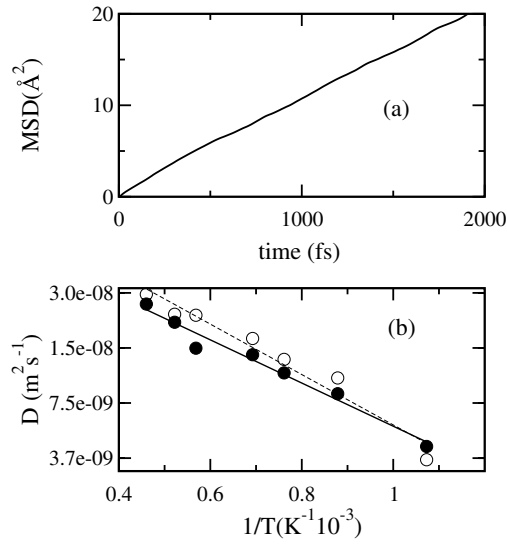 20
10
0
MSD(Å²)
(a)
0
1000
2000
time (fs)
3.0e-08
1.5e-08
7.5e-09
3.7e-09
D (m²s⁻¹)
(b)
0.4
0.6
0.8
1
1/T(K⁻¹10⁻³)